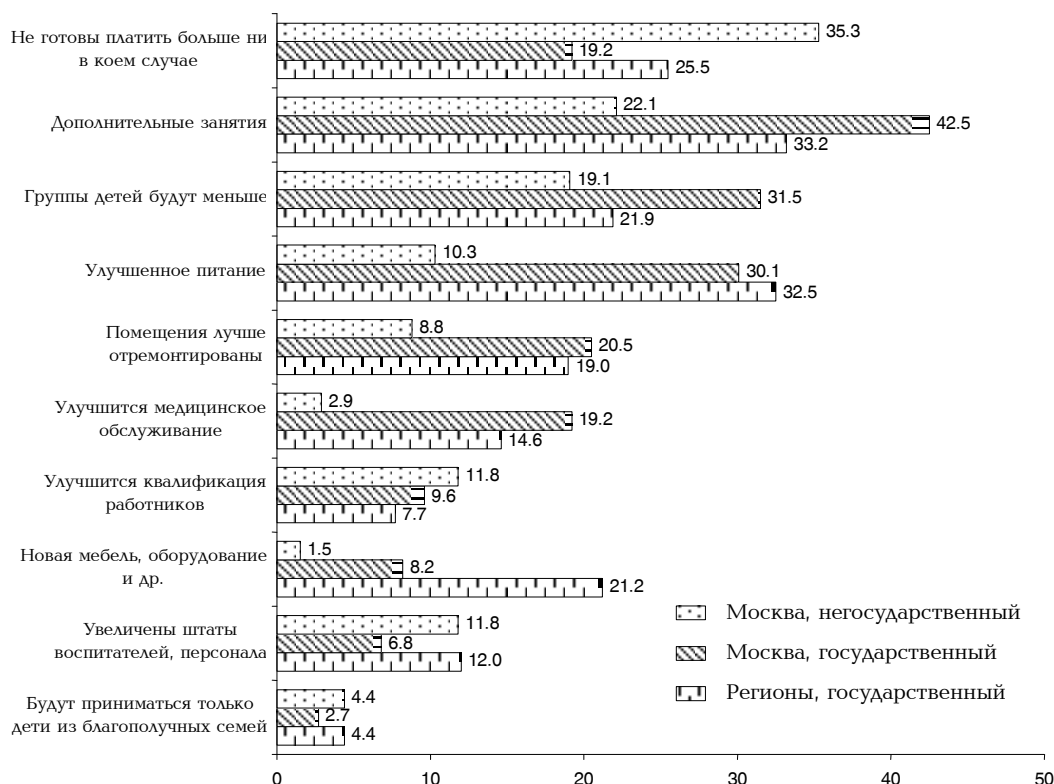 Не готовы платить больше ни
в коем случае
35.3
19.2
25.5
Дополнительные занятия
22.1
42.5
33.2
Группы детей будут меньше
19.1
31.5
21.9
Улучшенное питание
10.3
30.1
32.5
Помещения лучше
отремонтированы
8.8
20.5
19.0
Улучшится медицинское
обслуживание
2.9
19.2
14.6
Улучшится квалификация
работников
11.8
9.6
7.7
Новая мебель, оборудование
и др.
1.5
8.2
21.2
Увеличены штаты
воспитателей, персонала
11.8
6.8
12.0
Будут приниматься только
дети из благополучных семей
4.4
2.7
4.4
Москва, негосударственный
Москва, государственный
Регионы, государственный
0 10 20 30 40 50